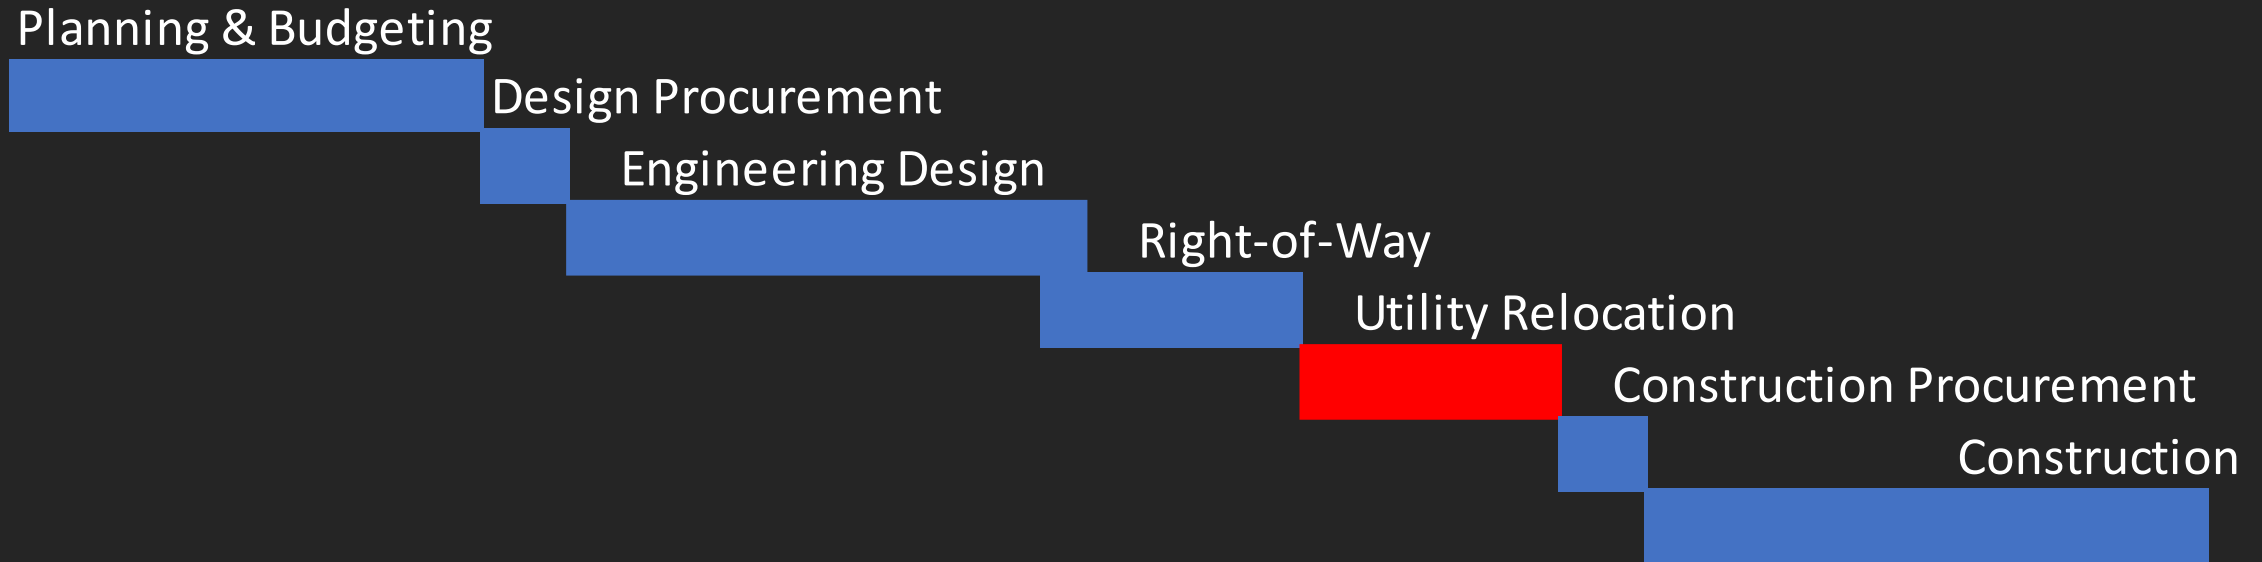 Planning & Budgeting
Design Procurement
Engineering Design
Right-of-Way
Utility Relocation
Construction Procurement
Construction